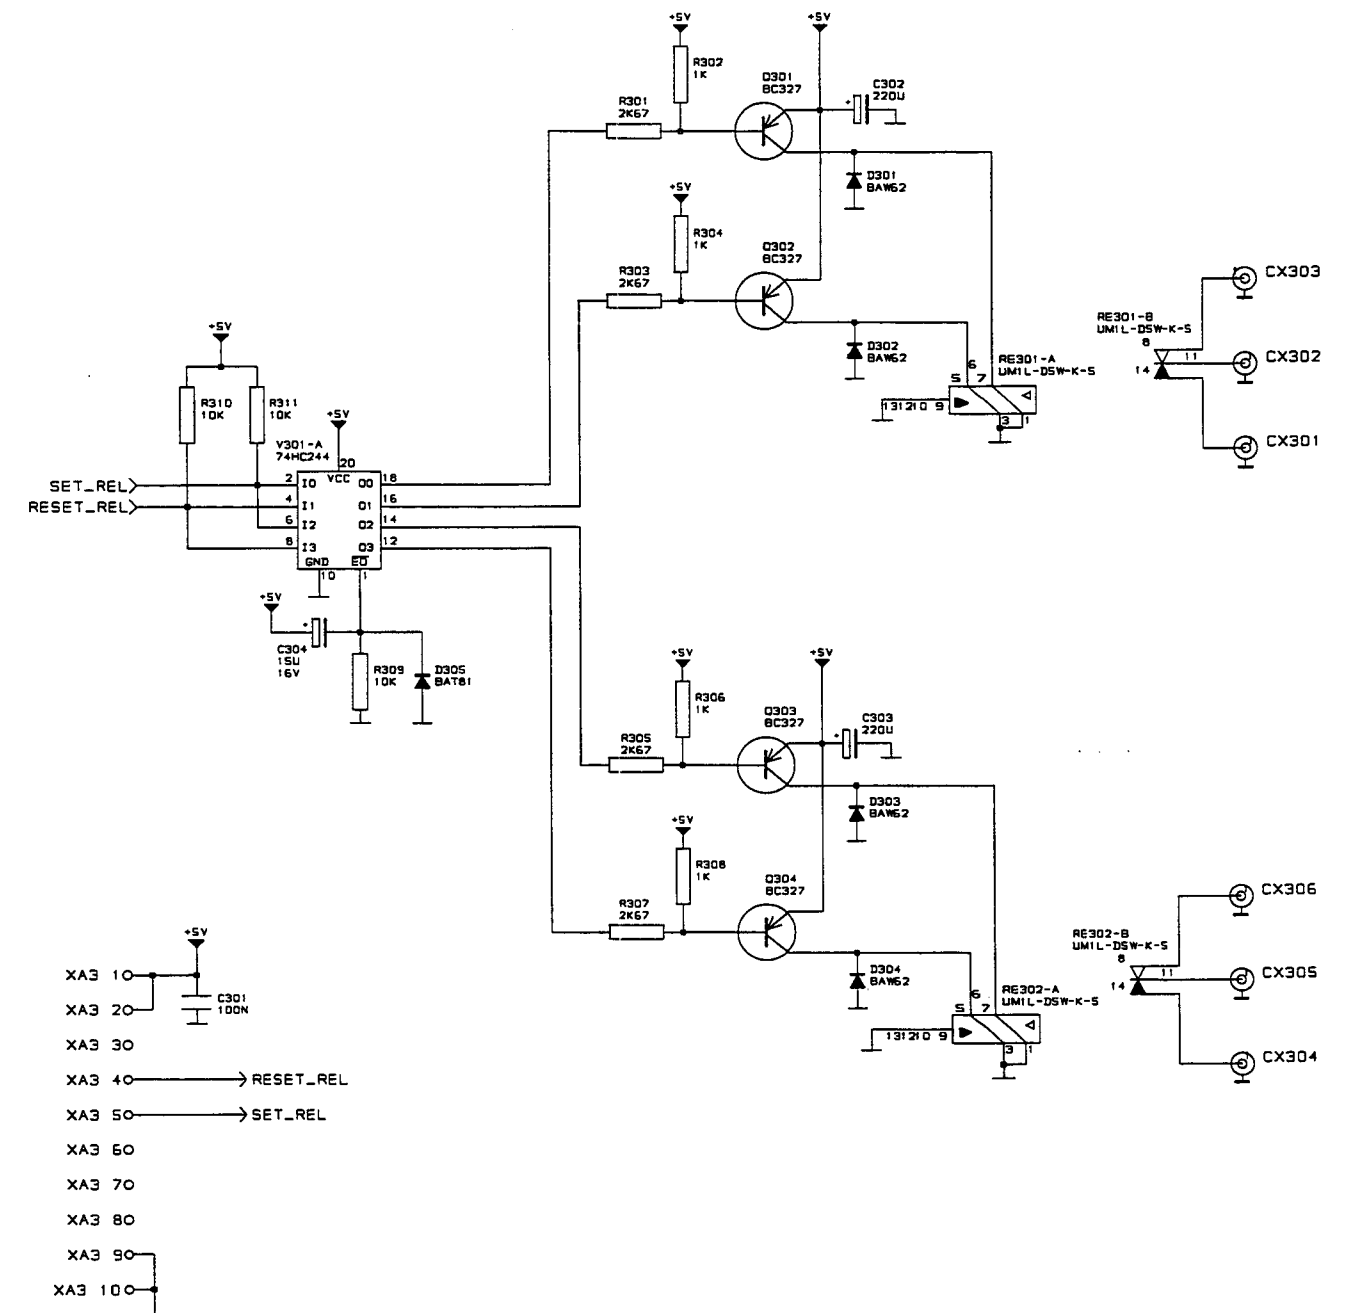 +5V
+5V
R302
1K
Q301
BC327
C302
220U
+
R301
2K67
D301
BAW62
+5V
R304
1K
Q302
BC327
R303
2K67
CX303
RE301-B
UM1L-DSW-K-S
8
11
14
CX302
D302
BAW62
RE301-A
UM1L-DSW-K-S
6
5 7
131210 9
3 1
CX301
+5V
R310
10K
R311
10K
+5V
V301-A
74HC244
20
VCC
SET_REL
2 I0 O0 18
RESET_REL
4 I1 O1 16
6 I2 O2 14
8 I3 O3 12
GND EO
10 1
+5V
+
C304
15U
16V
R309
10K
D305
BAT81
+5V
+5V
R306
1K
Q303
BC327
C303
220U
+
R305
2K67
D303
BAW62
+5V
R308
1K
Q304
BC327
R307
2K67
CX306
RE302-B
UM1L-DSW-K-S
8
11
14
CX305
D304
BAW62
RE302-A
UM1L-DSW-K-S
6
5 7
131210 9
3 1
CX304
+5V
XA3 1
C301
100N
XA3 2
XA3 3
XA3 4 RESET_REL
XA3 5 SET_REL
XA3 6
XA3 7
XA3 8
XA3 9
XA3 10